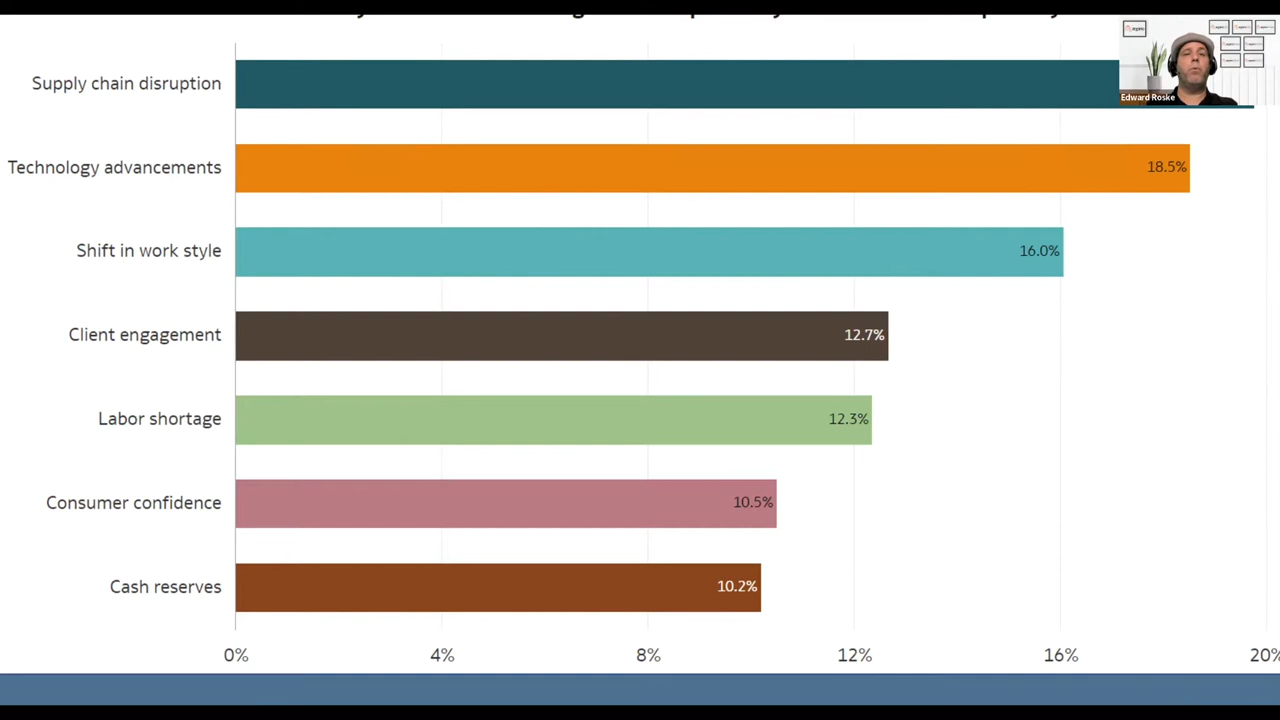 Supply chain disruption
Edward Roske
Technology advancements
18.5%
Shift in work style
16.0%
Client engagement
12.7%
Labor shortage
12.3%
Consumer confidence
10.5%
Cash reserves
10.2%
0% 4% 8% 12% 16% 20%